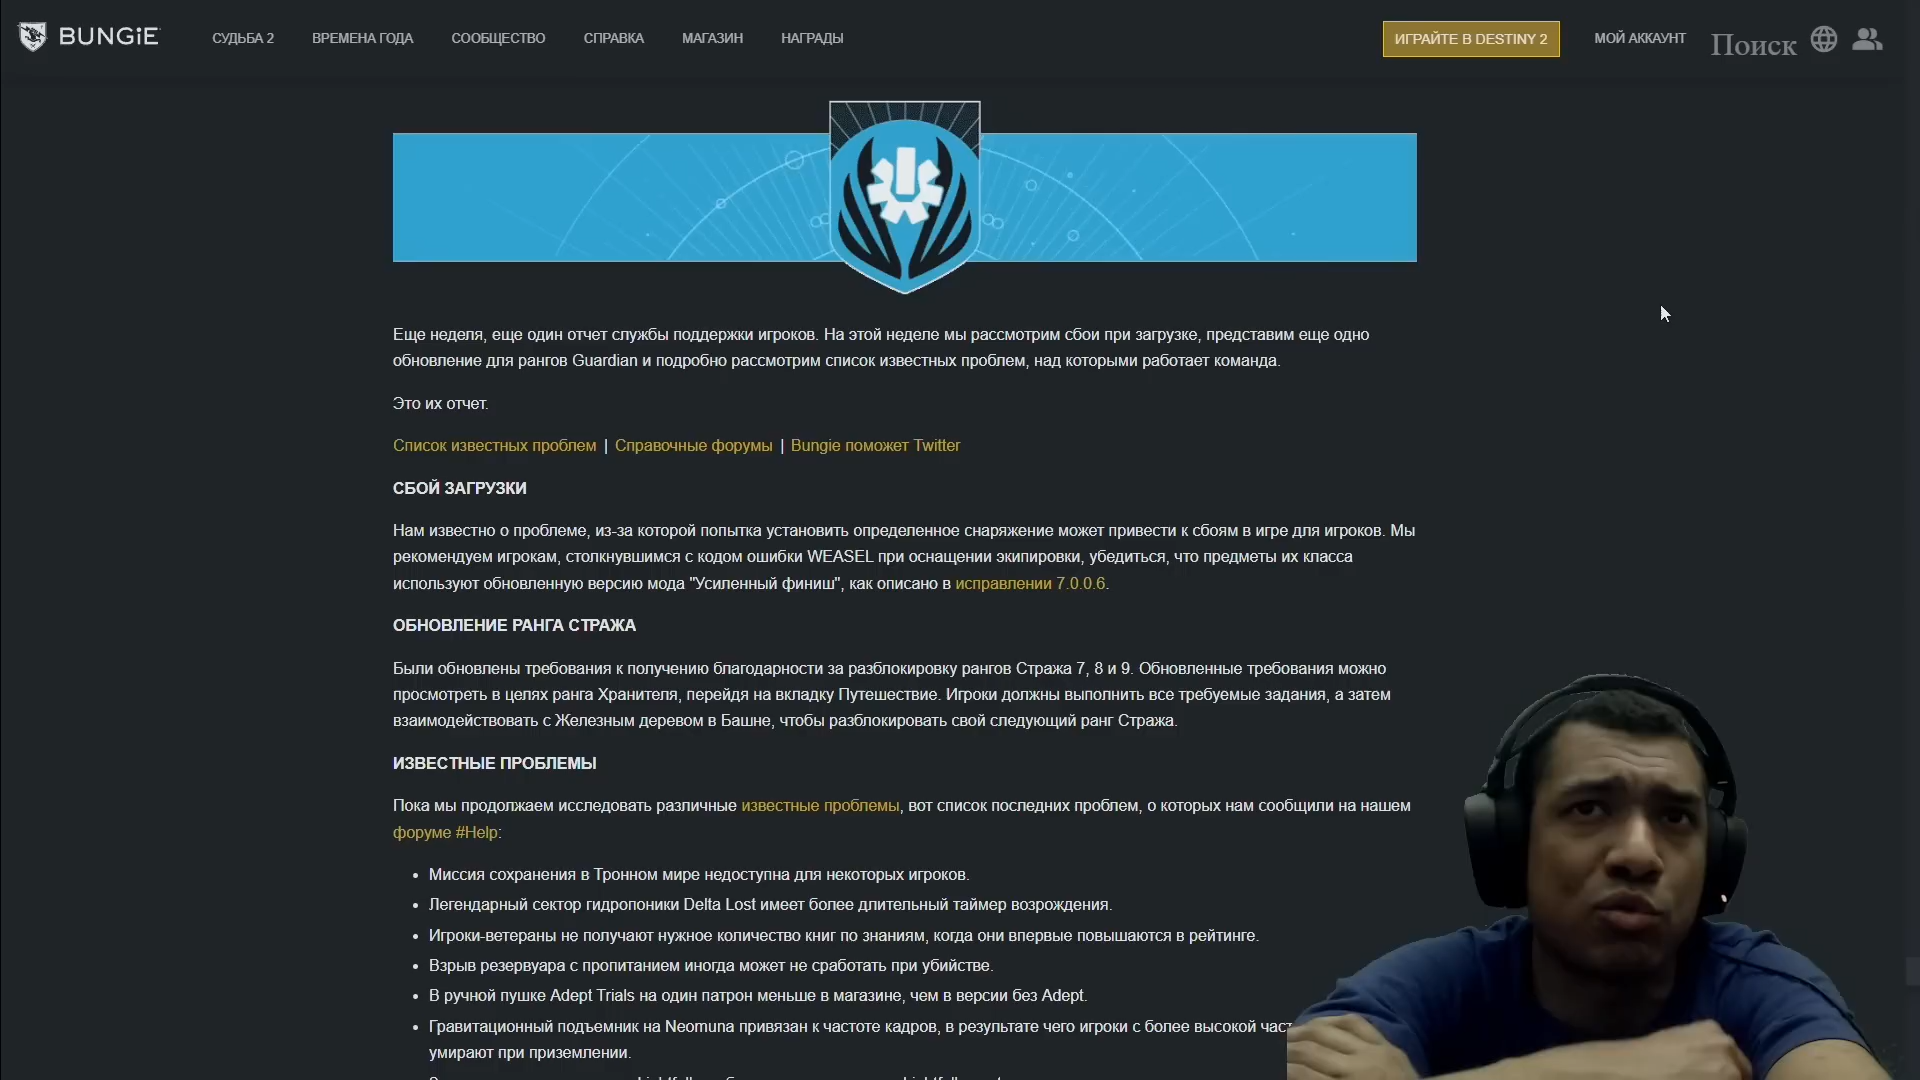 BUNGiE СУДЬБА 2 ВРЕМЕНА ГОДА СООБЩЕСТВО СПРАВКА МАГАЗИН НАГРАДЫ ИГРАЙТЕ В DESTINY 2 МОЙ АККАУНТ Поиск
Еще неделя, еще один отчет службы поддержки игроков. На этой неделе мы рассмотрим сбои при загрузке, представим еще одно
обновление для рангов Guardian и подробно рассмотрим список известных проблем, над которыми работает команда.
Это их отчет.
Список известных проблем | Справочные форумы | Bungie поможет Twitter
СБОЙ ЗАГРУЗКИ
Нам известно о проблеме, из-за которой попытка установить определенное снаряжение может привести к сбоям в игре для игроков. Мы
рекомендуем игрокам, столкнувшимся с кодом ошибки WEASEL при оснащении экипировки, убедиться, что предметы их класса
используют обновленную версию мода "Усиленный финиш", как описано в исправлении 7.0.0.6.
ОБНОВЛЕНИЕ РАНГА СТРАЖА
Были обновлены требования к получению благодарности за разблокировку рангов Стража 7, 8 и 9. Обновленные требования можно
просмотреть в целях ранга Хранителя, перейдя на вкладку Путешествие. Игроки должны выполнить все требуемые задания, а затем
взаимодействовать с Железным деревом в Башне, чтобы разблокировать свой следующий ранг Стража.
ИЗВЕСТНЫЕ ПРОБЛЕМЫ
Пока мы продолжаем исследовать различные известные проблемы, вот список последних проблем, о которых нам сообщили на нашем
форуме #Help:
• Миссия сохранения в Тронном мире недоступна для некоторых игроков.
• Легендарный сектор гидропоники Delta Lost имеет более длительный таймер возрождения.
• Игроки-ветераны не получают нужное количество книг по знаниям, когда они впервые повышаются в рейтинге.
• Взрыв резервуара с пропитанием иногда может не сработать при убийстве.
• В ручной пушке Adept Trials на один патрон меньше в магазине, чем в версии без Adept.
• Гравитационный подъемник на Neomuna привязан к частоте кадров, в результате чего игроки с более высокой част
умирают при приземлении.